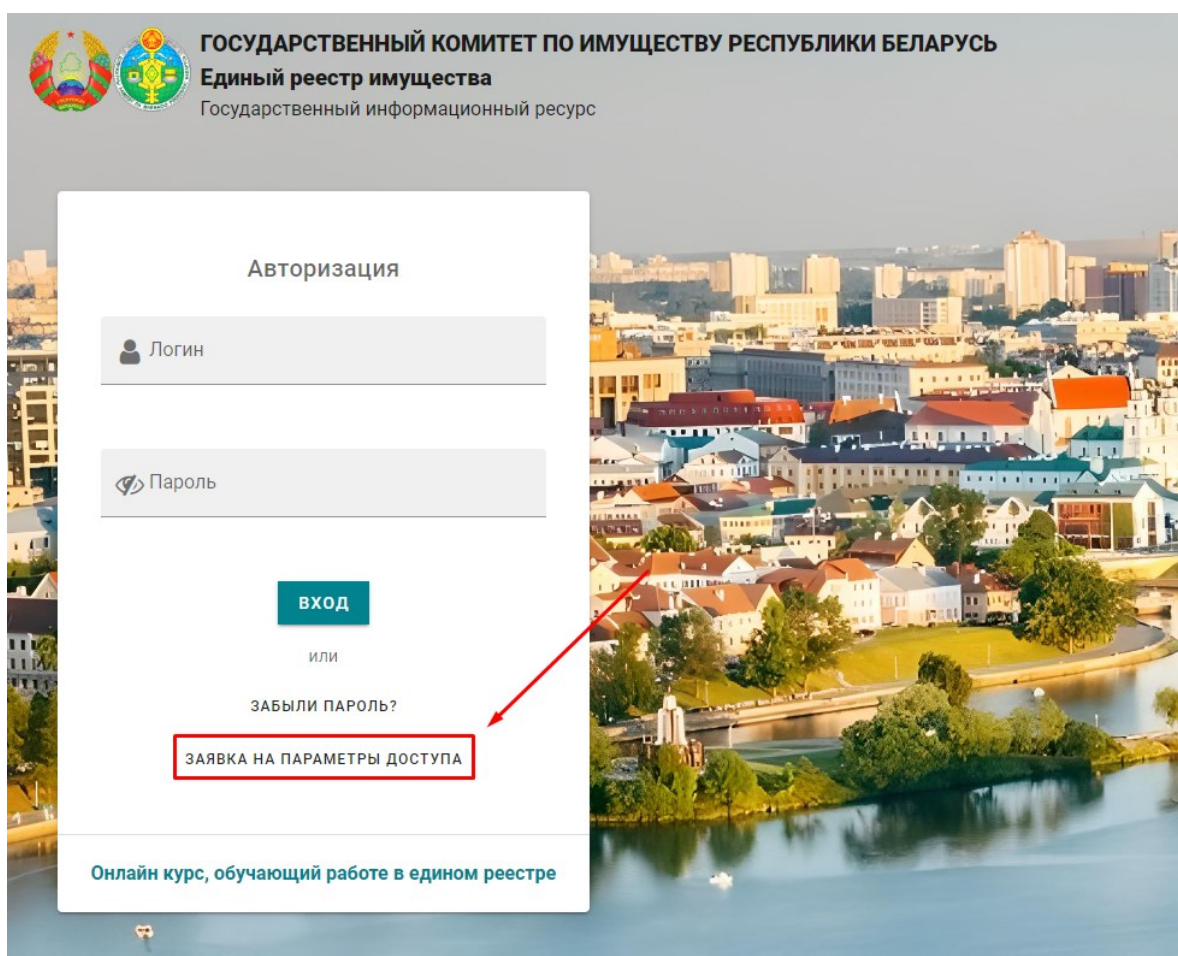 ГОСУДАРСТВЕННЫЙ КОМИТЕТ ПО ИМУЩЕСТВУ РЕСПУБЛИКИ БЕЛАРУСЬ
Единый реестр имущества
Государственный информационный ресурс
Авторизация
Логин
Пароль
ВХОД
или
ЗАБЫЛИ ПАРОЛЬ?
ЗАЯВКА НА ПАРАМЕТРЫ ДОСТУПА
Онлайн курс, обучающий работе в едином реестре